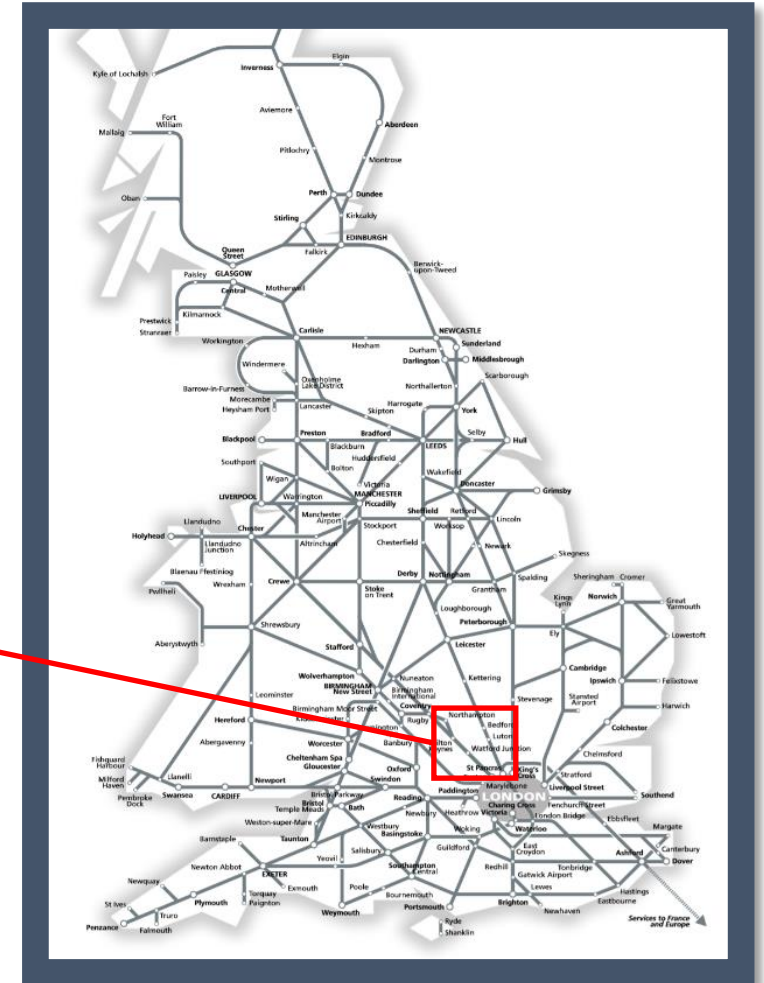 Elgin
Inverness
Kyle of Lochalsh
Aviemore
Fort
William
Mallaig
Aberdeen
Pitlochry
Montrose
Perth
Dundee
Oban
Stirling
Kirkcaldy
EDINBURGH
Queen
Street
Falkirk
Berwick-
upon-Tweed
Paisley
GLASGOW
Central
Motherwell
Kilmarnock
Prestwick
Stranraer
Carlisle
NEWCASTLE
Workington
Hexham
Sunderland
Durham
Darlington
Middlesbrough
Windermere
Scarborough
Oxenholme
Lake District
Barrow-in-Furness
Northallerton
Morecambe
Heysham Port
Lancaster
Harrogate
York
Skipton
Preston
Bradford
Selby
Blackpool
Blackburn
LEEDS
Hull
Huddersfield
Southport
Bolton
Wakefield
Wigan
Victoria
Doncaster
MANCHESTER
Piccadilly
LIVERPOOL
Warrington
Grimsby
Sheffield
Retford
Manchester
Airport
Llandudno
Stockport
Worksop
Lincoln
Chester
Holyhead
Llandudno
Junction
Altrincham
Chesterfield
Newark
Skegness
Blaenau Ffestiniog
Derby
Nottingham
Sheringham
Cromer
Pwllheli
Wrexham
Crewe
Stoke
on Trent
Grantham
Spalding
Kings
Lynn
Norwich
Great
Yarmouth
Loughborough
Peterborough
Shrewsbury
Ely
Lowestoft
Aberystwyth
Stafford
Leicester
Wolverhampton
Nuneaton
Kettering
Cambridge
BIRMINGHAM
New Street
Birmingham
International
Ipswich
Felixstowe
Leominster
Stevenage
Stansted
Airport
Coventry
Birmingham Moor Street
Northampton
Harwich
Hereford
Rugby
Bedford
Colchester
Luton
Abergavenny
Worcester
Banbury
Watford Junction
Chelmsford
Cheltenham Spa
Gloucester
Fishguard
Harbour
Oxford
St Pancras
King's
Cross
Stratford
Milford
Haven
Llanelli
Newport
Swindon
Marylebone
Liverpool Street
Pembroke
Dock
Swansea
CARDIFF
Bristol Parkway
Reading
Paddington
LONDON
Southend
Bristol
Temple Meads
Bath
Charing Cross
Fenchurch Street
Newbury
Heathrow
Victoria
London Bridge
Ebbsfleet
Weston-super-Mare
Westbury
Woking
Waterloo
Margate
Barnstaple
Taunton
Basingstoke
East
Croydon
Canterbury
Salisbury
Guildford
Ashford
Dover
Yeovil
Southampton
Central
Redhill
Tonbridge
Newton Abbot
Gatwick Airport
EXETER
Newquay
Exmouth
Poole
Lewes
Hastings
Torquay
Paignton
Bournemouth
Eastbourne
St Ives
Plymouth
Portsmouth
Brighton
Newhaven
Truro
Weymouth
Services to France
and Europe
Penzance
Falmouth
Ryde
Shanklin